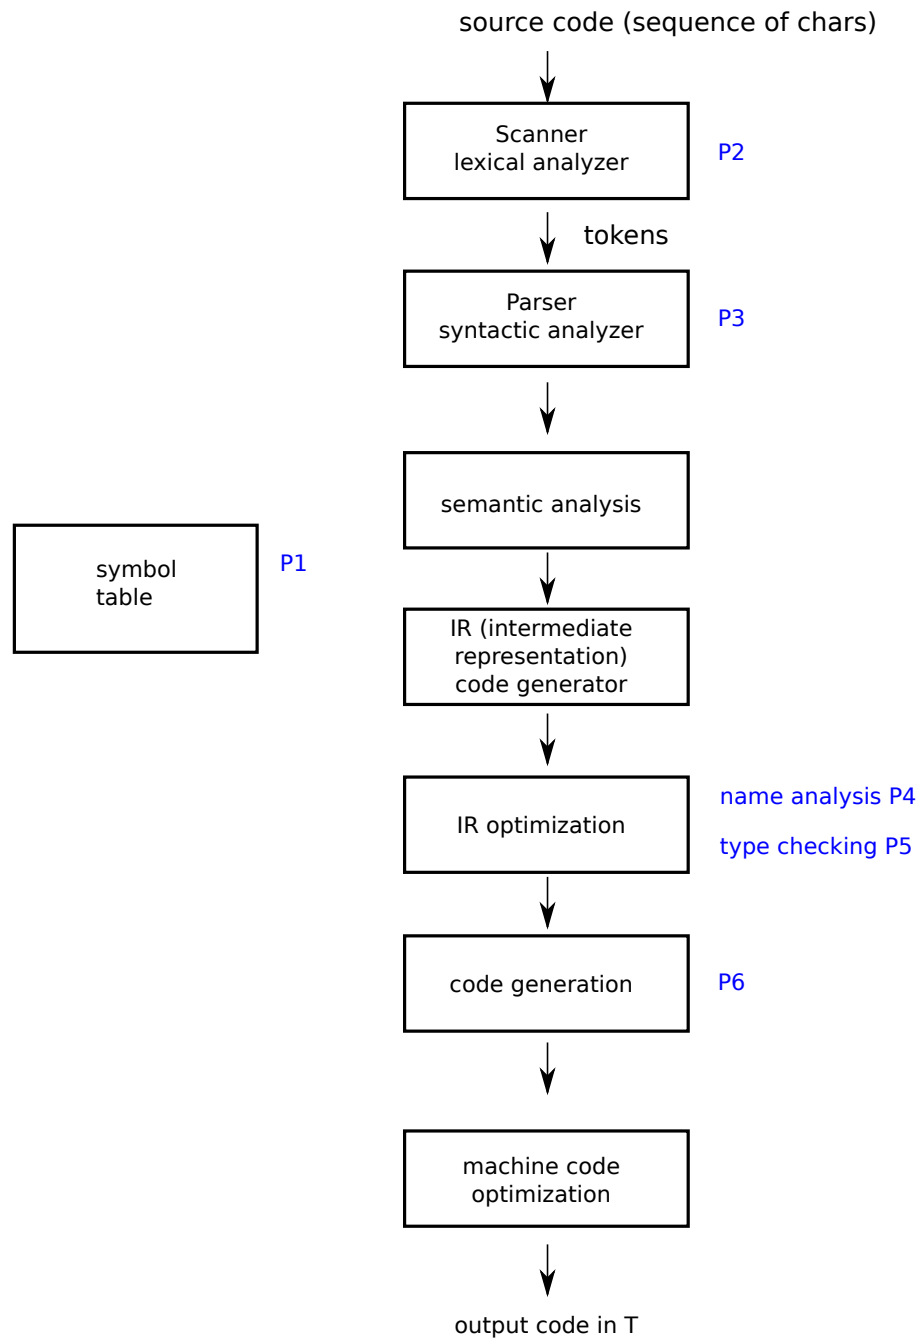 source code (sequence of chars)
Scanner
lexical analyzer
P2
tokens
Parser
syntactic analyzer
P3
semantic analysis
symbol
table
P1
IR (intermediate
representation)
code generator
IR optimization
name analysis P4
type checking P5
code generation
P6
machine code
optimization
output code in T